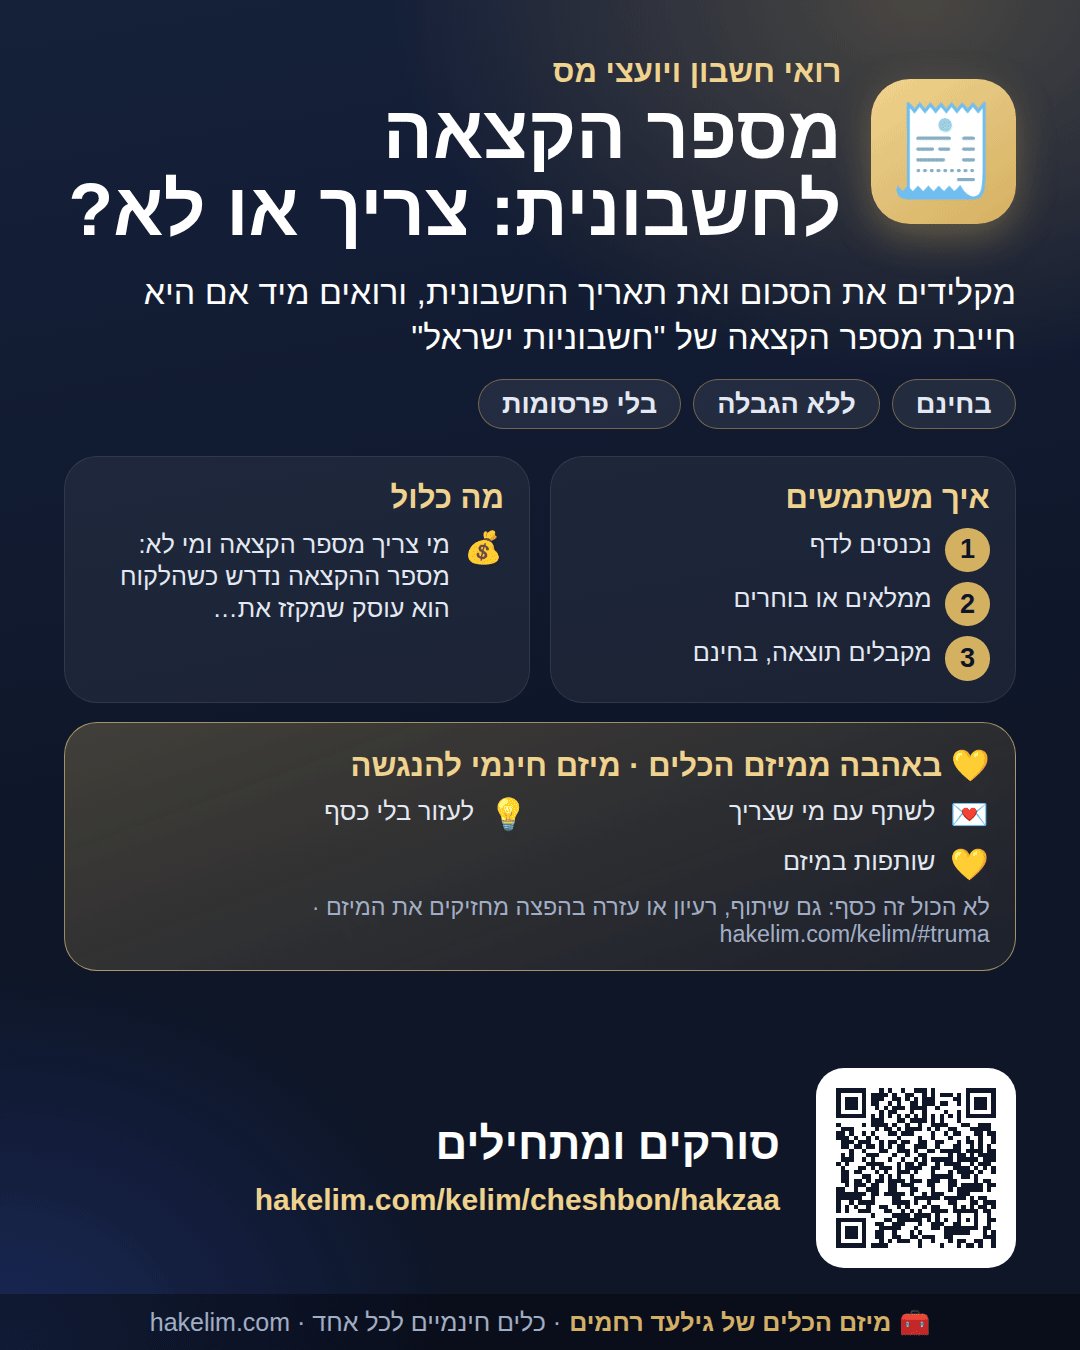 רואי חשבון ויועצי מס
מספר הקצאה
לחשבונית: צריך או לא?
מקלידים את הסכום ואת תאריך החשבונית, ורואים מיד אם היא
חייבת מספר הקצאה של "חשבוניות ישראל"
בחינם
ללא הגבלה
בלי פרסומות
איך משתמשים
1 נכנסים לדף
2 ממלאים או בוחרים
3 מקבלים תוצאה, בחינם
מה כלול
מי צריך מספר הקצאה ומי לא:
מספר ההקצאה נדרש כשהלקוח
הוא עוסק שמקזז את…
באהבה ממיזם הכלים · מיזם חינמי להנגשה
לשתף עם מי שצריך
לעזור בלי כסף
שותפות במיזם
לא הכול זה כסף: גם שיתוף, רעיון או עזרה בהפצה מחזיקים את המיזם ·
hakelim.com/kelim/#truma
סורקים ומתחילים
hakelim.com/kelim/cheshbon/hakzaa
מיזם הכלים של גילעד רחמים · כלים חינמיים לכל אחד · hakelim.com